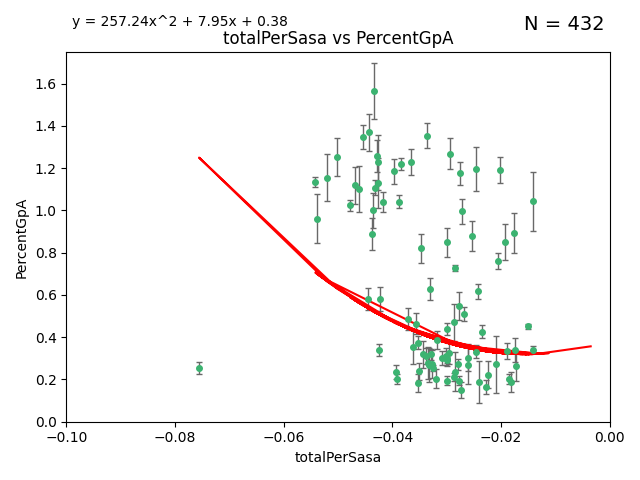 y = 257.24x^2 + 7.95x + 0.38
N = 432
totalPerSasa vs PercentGpA
PercentGpA
1.6
1.4
1.2
1.0
0.8
0.6
0.4
0.2
0.0
−0.10 −0.08 −0.06 −0.04 −0.02 0.00
totalPerSasa